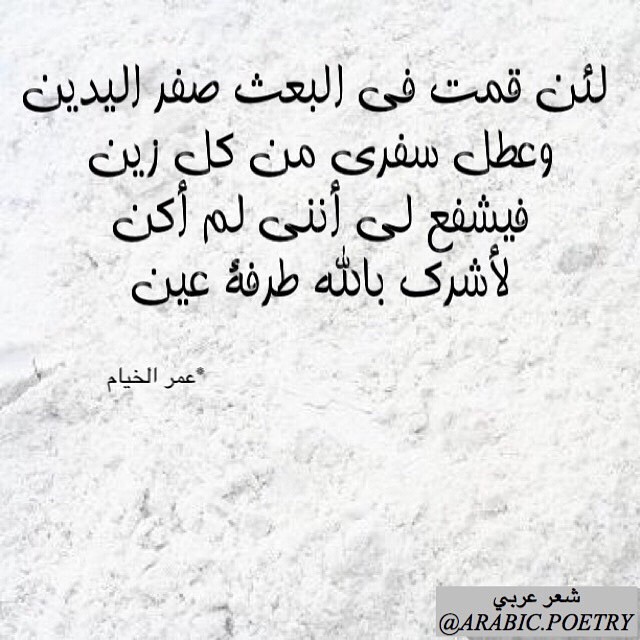 لئن قمت فى البعث صفر اليدين
وعطل سفرى من كل زين
فيشفع لى أننى لم أكن
لأشرك بالله طرفة عين
*عمر الخيام
شعر عربي
@ARABIC.POETRY